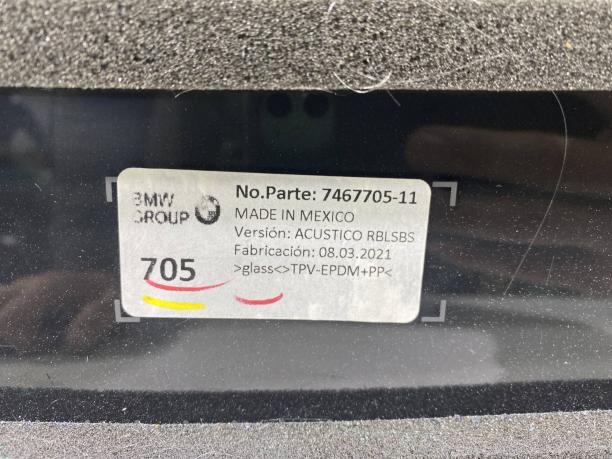 BMW
GROUP
No.Parte: 7467705-11
MADE IN MEXICO
Versión: ACUSTICO RBLSBS
Fabricación: 08.03.2021
705
>glass<>TPV-EPDM+PP<